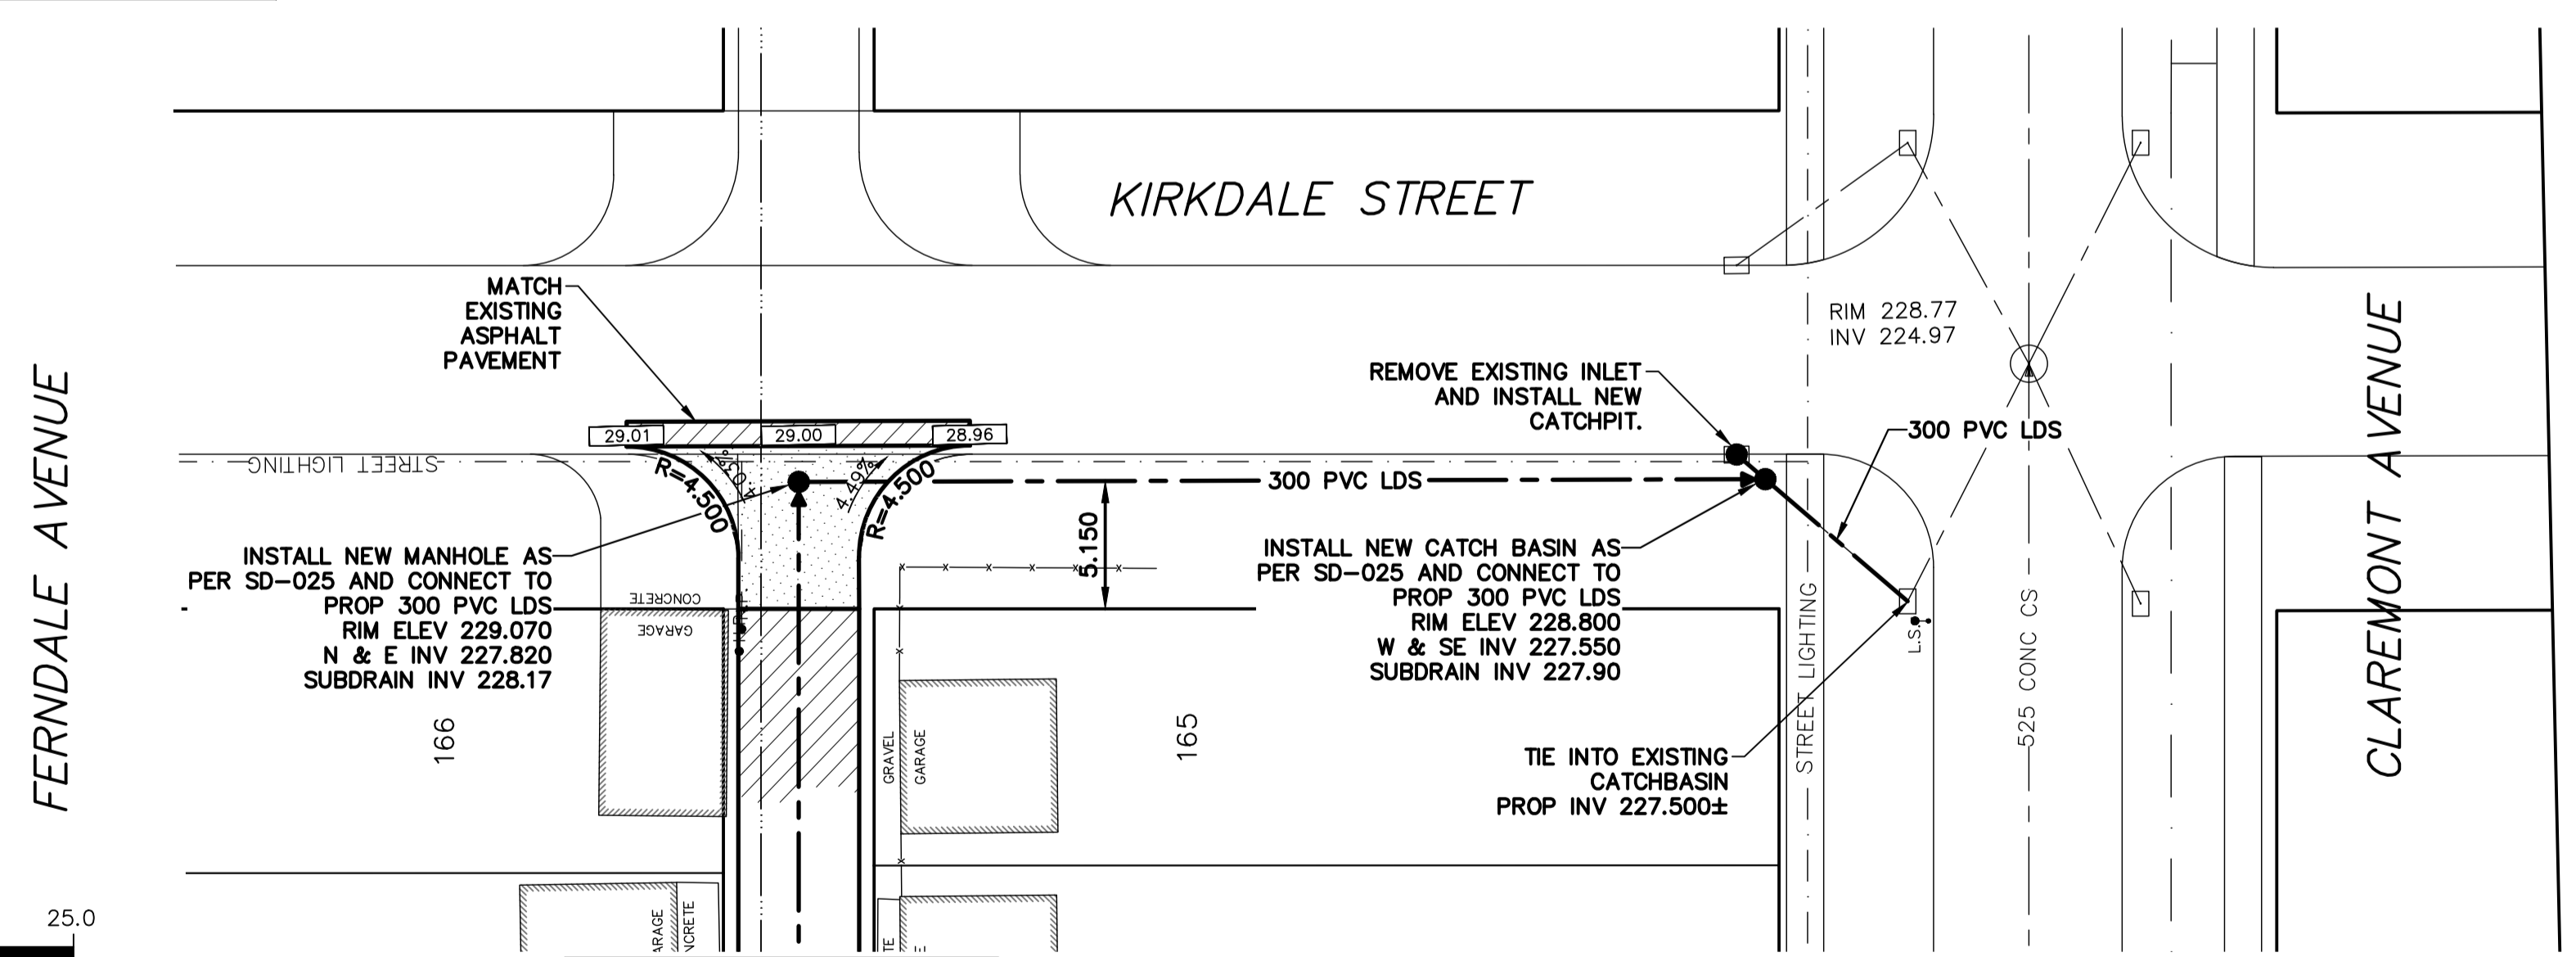 KIRKDALE STREET
MATCH
EXISTING
ASPHALT
PAVEMENT
RIM 228.77
INV 224.97
REMOVE EXISTING INLET
AND INSTALL NEW
CATCHPIT.
300 PVC LDS
29.01
29.00
28.96
STREET LIGHTING
R=4.500
4.03%
4.49%
R=4.500
300 PVC LDS
5.150
INSTALL NEW MANHOLE AS
PER SD-025 AND CONNECT TO
PROP 300 PVC LDS
RIM ELEV 229.070
N & E INV 227.820
SUBDRAIN INV 228.17
CONCRETE
GARAGE
INSTALL NEW CATCH BASIN AS
PER SD-025 AND CONNECT TO
PROP 300 PVC LDS
RIM ELEV 228.800
W & SE INV 227.550
SUBDRAIN INV 227.90
FERNDALE AVENUE
CLAREMONT AVENUE
STREET LIGHTING
L.S.
525 CONC CS
166
GRAVEL
GARAGE
165
TIE INTO EXISTING
CATCHBASIN
PROP INV 227.500±
25.0
ARAGE
NCRETE
TE
E